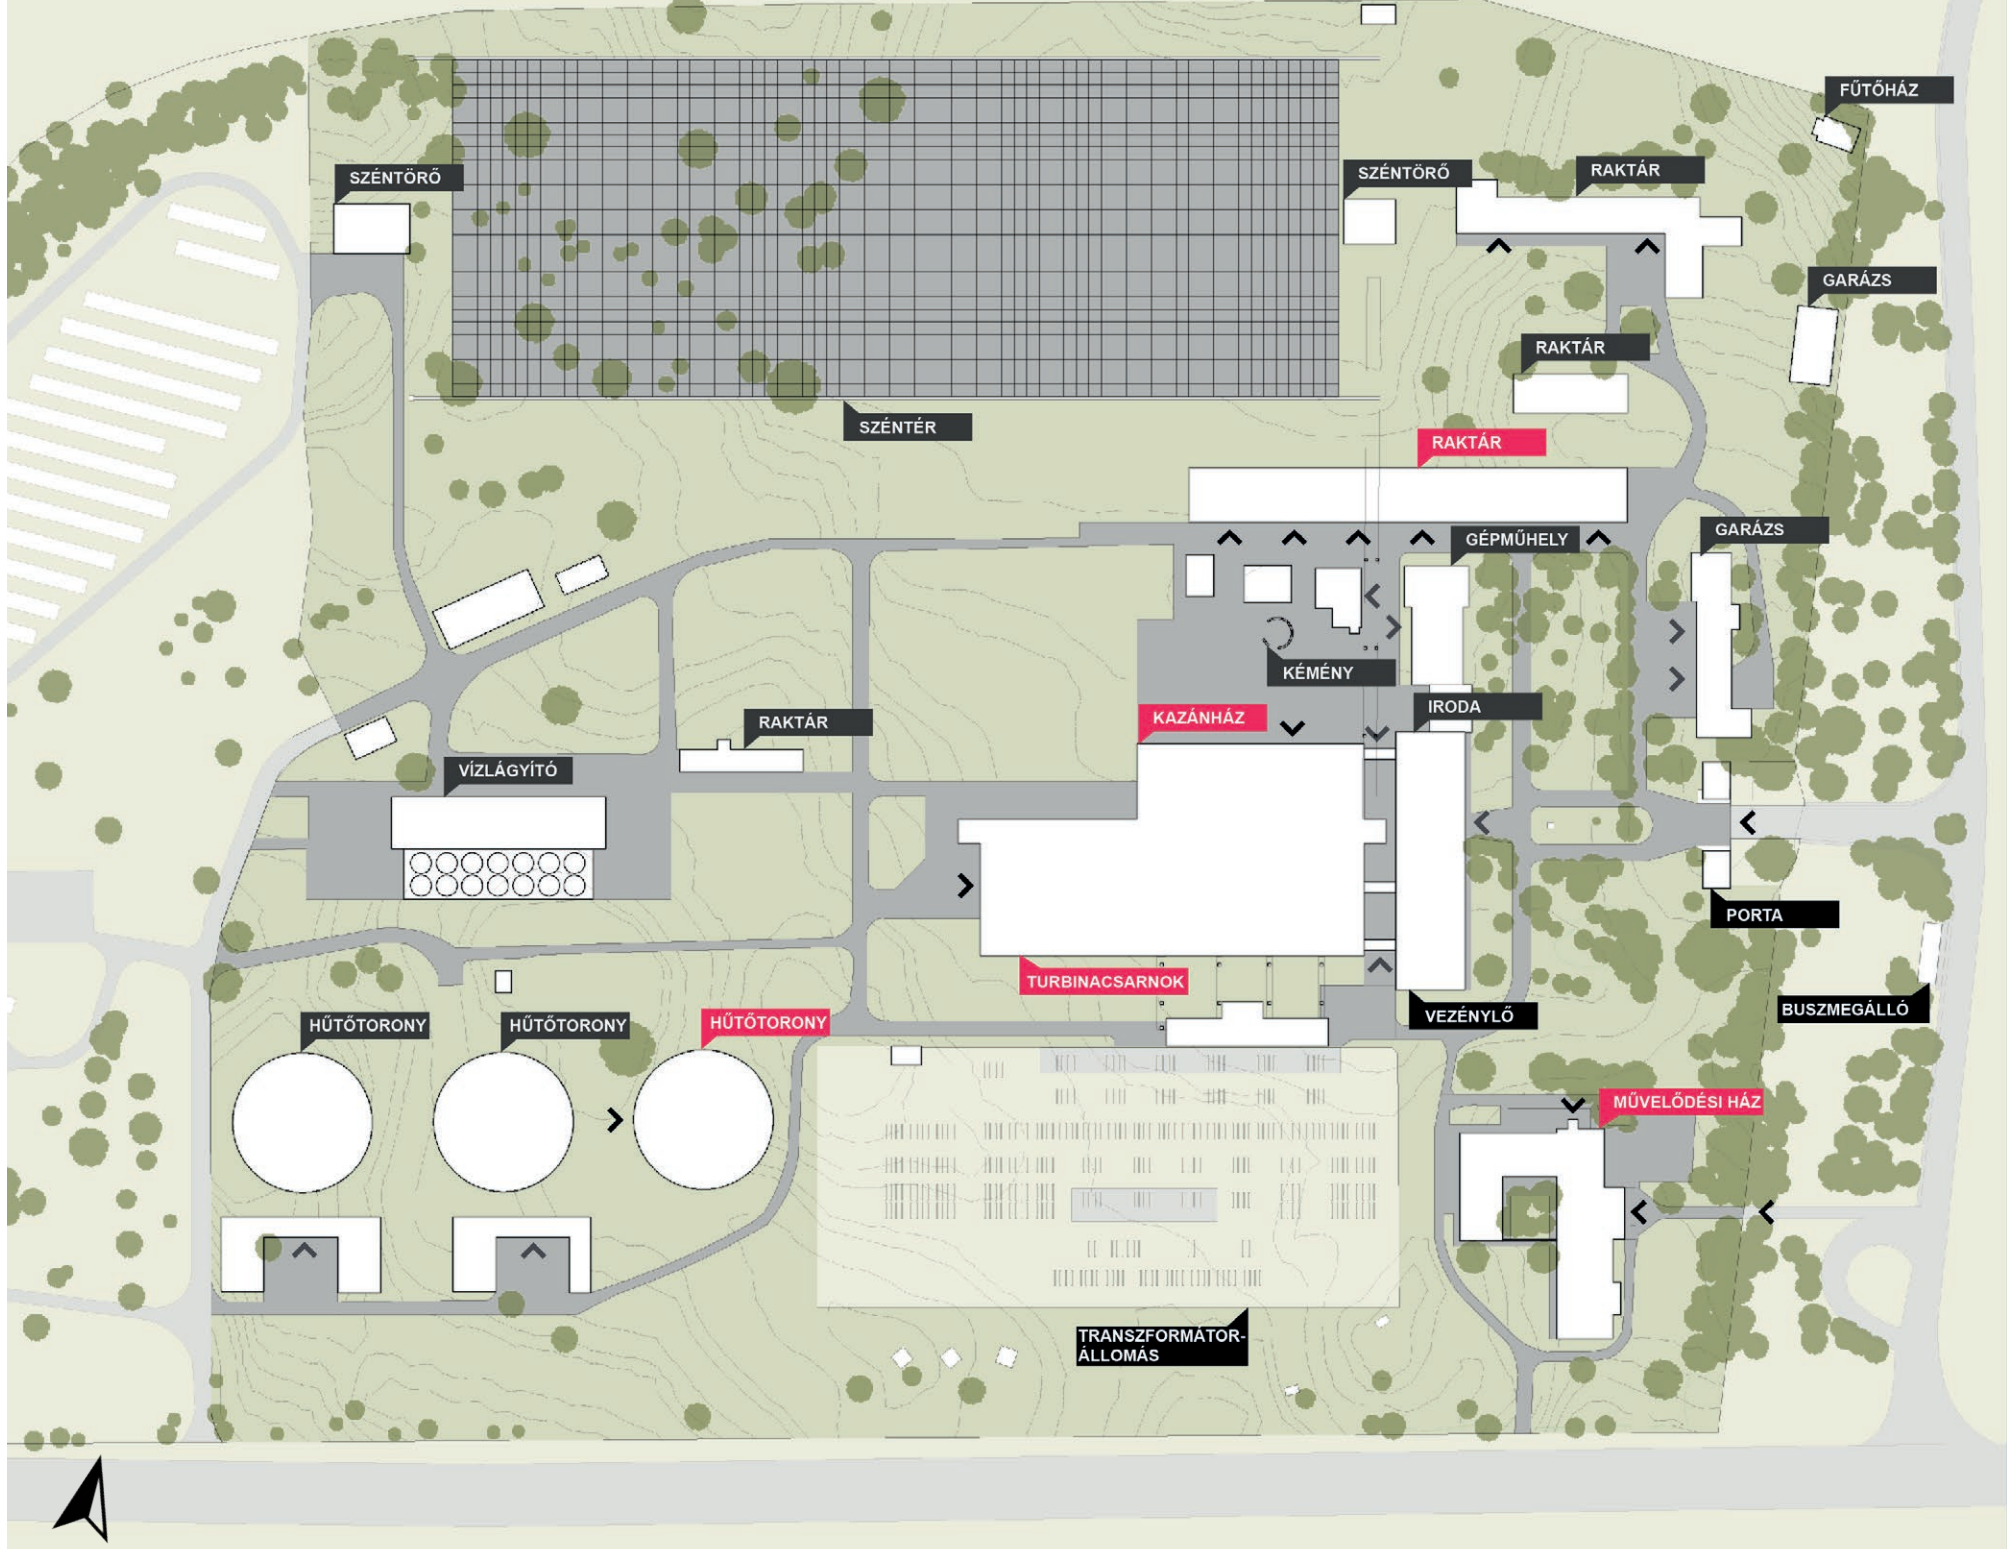 FŰTŐHÁZ
SZÉNTÖRŐ
SZÉNTÖRŐ
RAKTÁR
GARÁZS
RAKTÁR
SZÉNTÉR
RAKTÁR
GÉPMŰHELY
GARÁZS
KÉMÉNY
KAZÁNHÁZ
IRODA
RAKTÁR
VÍZLÁGYÍTÓ
PORTA
TURBINACSARNOK
VEZÉNYLŐ
BUSZMEGÁLLÓ
HŰTŐTORONY
HŰTŐTORONY
HŰTŐTORONY
MŰVELŐDÉSI HÁZ
TRANSZFORMÁTOR-
ÁLLOMÁS